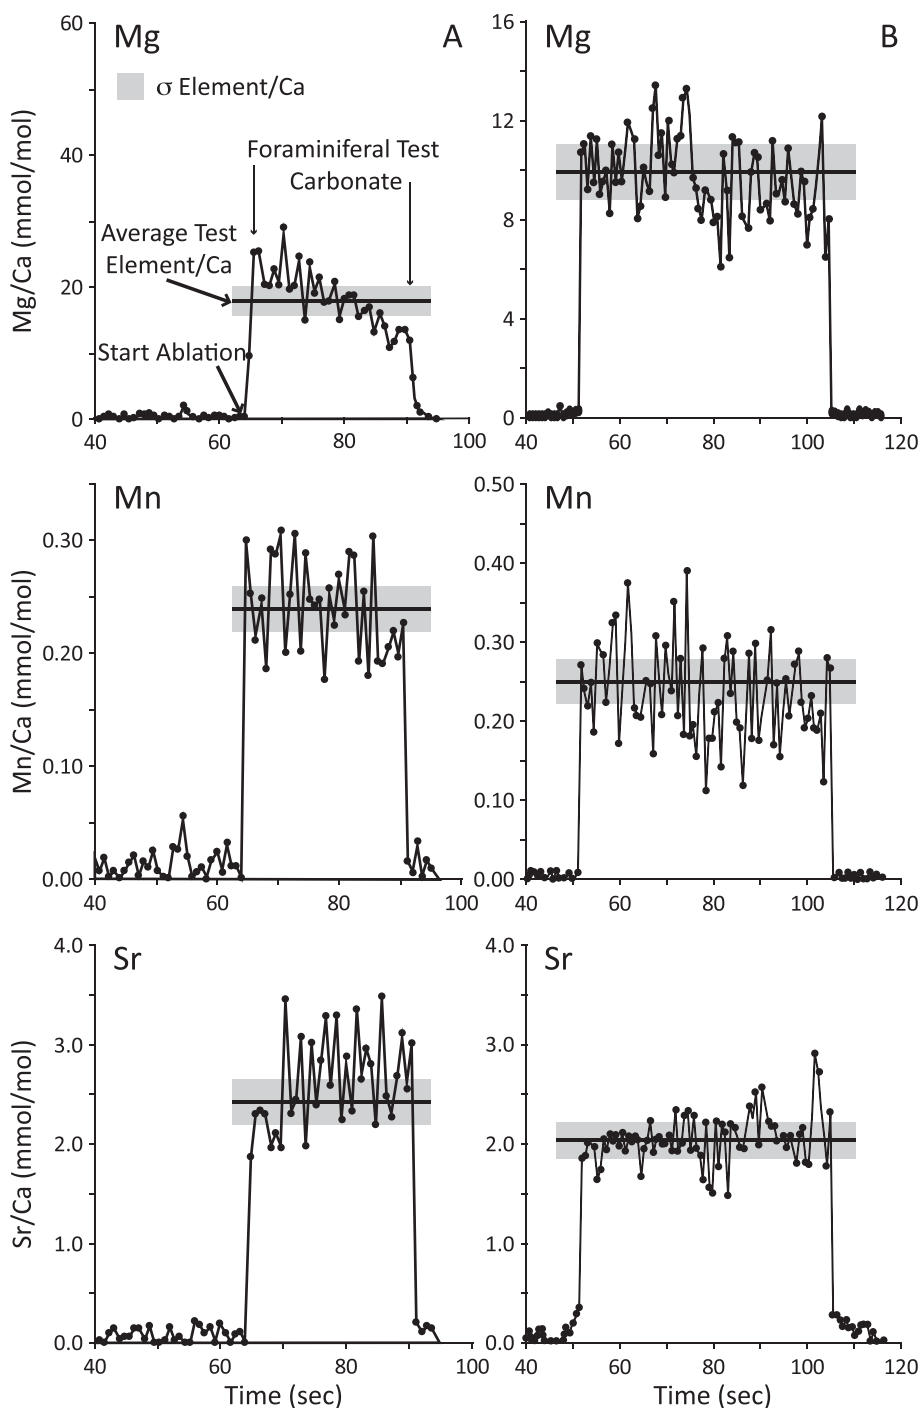 Mg
A
σ Element/Ca
Foraminiferal Test
Carbonate
Average Test
Element/Ca
Start Ablation
Mg/Ca (mmol/mol)
60
40
20
0
40
60
80
100
Mg
B
16
12
8
4
0
40
60
80
100
120
Mn
Mn/Ca (mmol/mol)
0.30
0.20
0.10
0.00
40
60
80
100
Mn
0.50
0.40
0.30
0.20
0.10
0.00
40
60
80
100
120
Sr
Sr/Ca (mmol/mol)
4.0
3.0
2.0
1.0
0.0
40
60
80
100
Time (sec)
Sr
4.0
3.0
2.0
1.0
0.0
40
60
80
100
120
Time (sec)